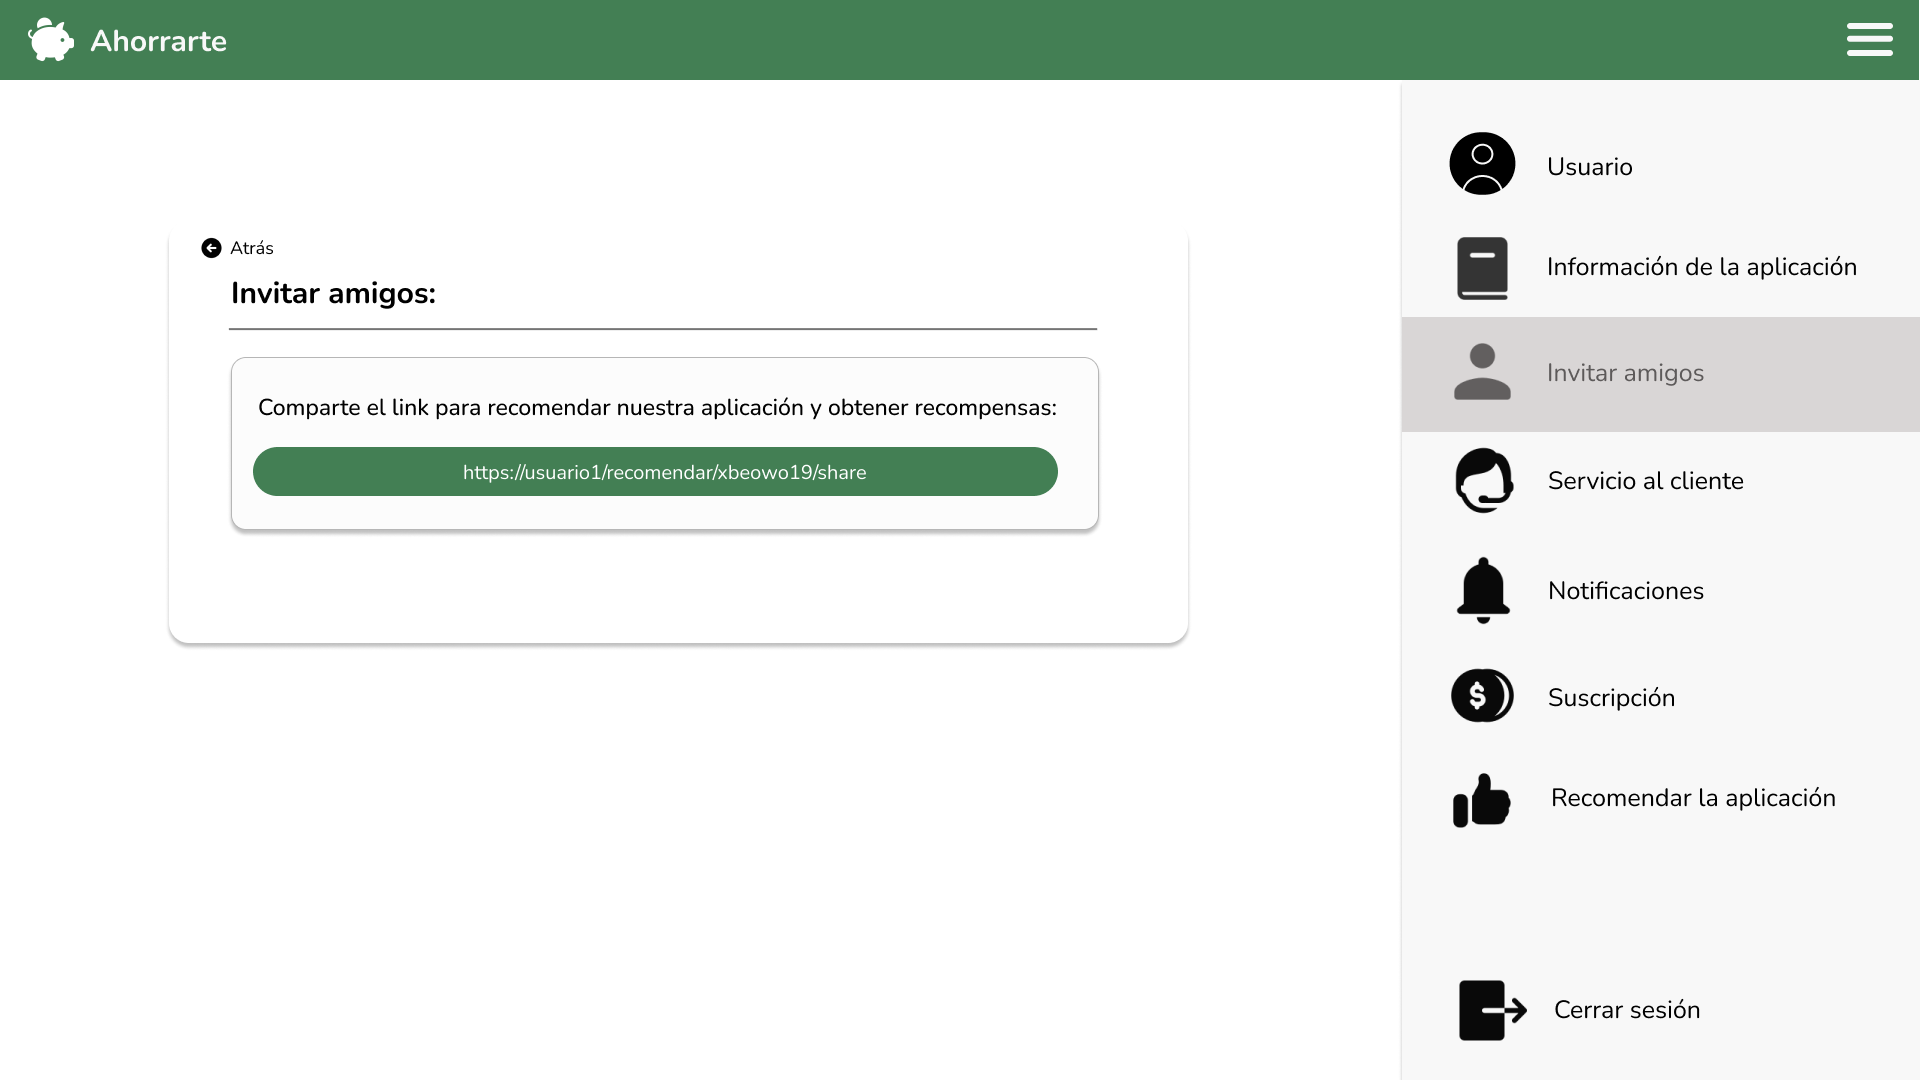 Ahorrarte
Atrás
Invitar amigos:
Comparte el link para recomendar nuestra aplicación y obtener recompensas:
https://usuario1/recomendar/xbeowo19/share
Usuario
Información de la aplicación
Invitar amigos
Servicio al cliente
Notificaciones
$
Suscripción
Recomendar la aplicación
Cerrar sesión